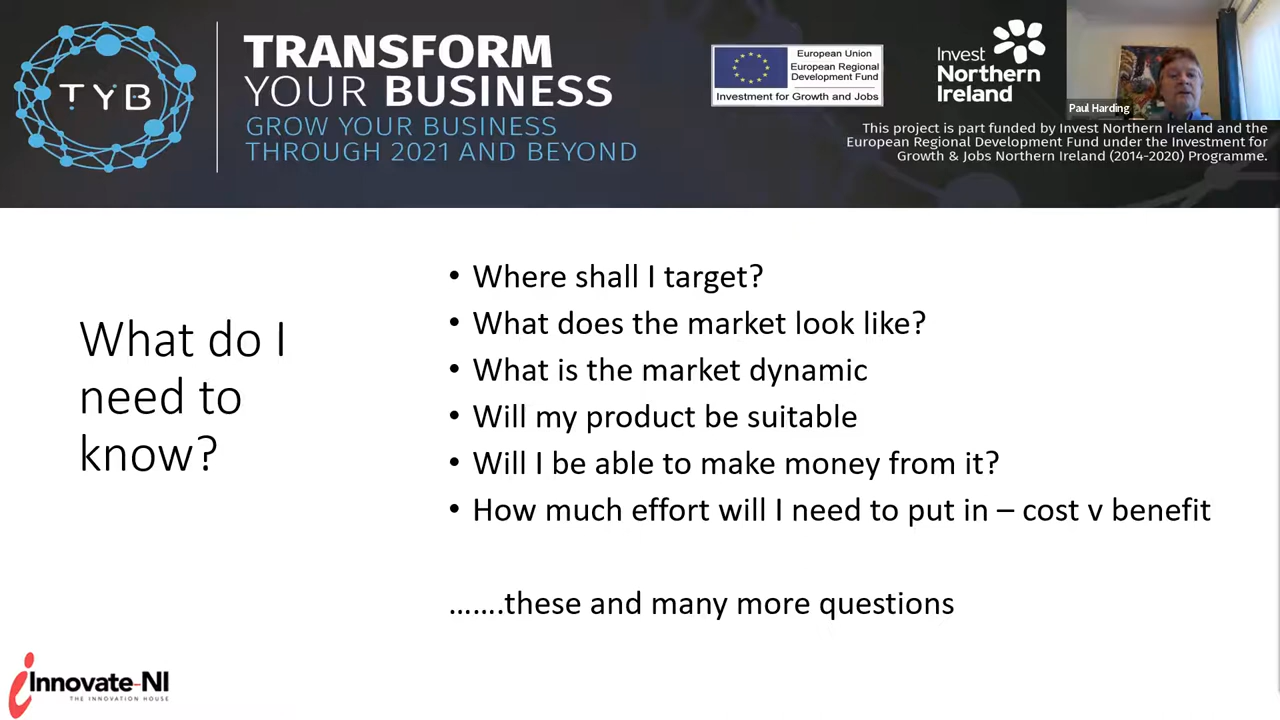 TYB
TRANSFORM
YOUR BUSINESS
GROW YOUR BUSINESS
THROUGH 2021 AND BEYOND
European Union
European Regional
Development Fund
Investment for Growth and Jobs
Invest
Northern
Ireland
Paul Harding
This project is part funded by Invest Northern Ireland and the
European Regional Development Fund under the Investment for
Growth & Jobs Northern Ireland (2014-2020) Programme.
What do I
need to
know?
• Where shall I target?
• What does the market look like?
• What is the market dynamic
• Will my product be suitable
• Will I be able to make money from it?
• How much effort will I need to put in – cost v benefit
…….these and many more questions
innovate-NI
THE INNOVATION HOUSE